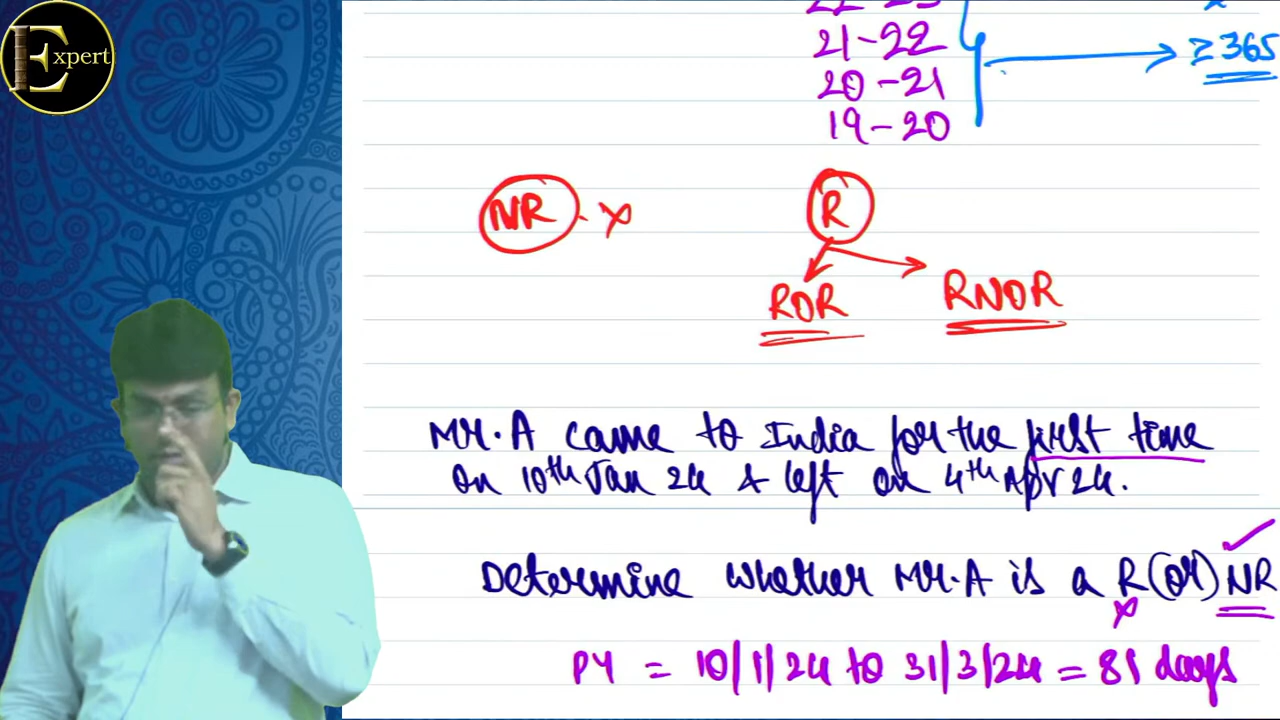 Expert
22-23
21-22
≥365
20-21
19-20
NR x
R
ROR
RNOR
Mr. A came to India for the first time
on 10th Jan 24 & left on 4th Apr 24.
Determine whether Mr. A is a R (or) NR
x
PY = 10/1/24 to 31/3/24 = 81 days